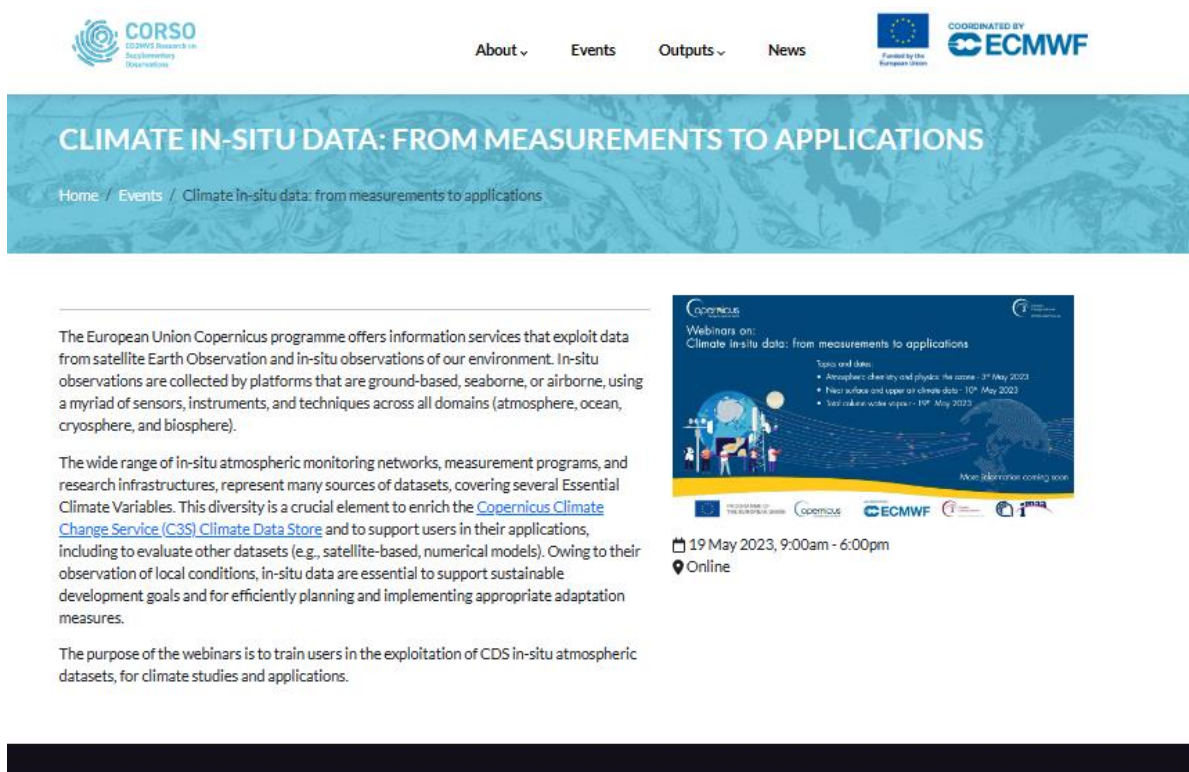 CORSO
CO2MVS Research on
Supplementary
Observations
About
Events
Outputs
News
Funded by the
European Union
COORDINATED BY
ECMWF
CLIMATE IN-SITU DATA: FROM MEASUREMENTS TO APPLICATIONS
Home / Events / Climate in-situ data: from measurements to applications
The European Union Copernicus programme offers information services that exploit data
from satellite Earth Observation and in-situ observations of our environment. In-situ
observations are collected by platforms that are ground-based, seaborne, or airborne, using
a myriad of sensors, instruments and techniques across all domains (atmosphere, ocean,
cryosphere, and biosphere).
The wide range of in-situ atmospheric monitoring networks, measurement programs, and
research infrastructures, represent a wealth of datasets, covering several Essential
Climate Variables. This diversity is a crucial element to enrich the Copernicus Climate
Change Service (C3S) Climate Data Store and to support users in their applications,
including to evaluate other datasets (e.g., satellite-based, numerical models). Owing to their
observation of local conditions, in-situ data are essential to support sustainable
development goals and for efficiently planning and implementing appropriate adaptation
measures.
The purpose of the webinars is to train users in the exploitation of CDS in-situ atmospheric
datasets, for climate studies and applications.
opernicus
Webinars on:
Climate in-situ data: from measurements to applications
Topics and dates:
• Atmospheric chemistry and physics: the ozone - 3rd May 2023
• Near surface and upper air climate data - 10th May 2023
• Total column water vapour - 19th May 2023
More information coming soon
PROGRAMME OF
THE EUROPEAN UNION
opernicus
ECMWF
imaa
19 May 2023, 9:00am - 6:00pm
Online